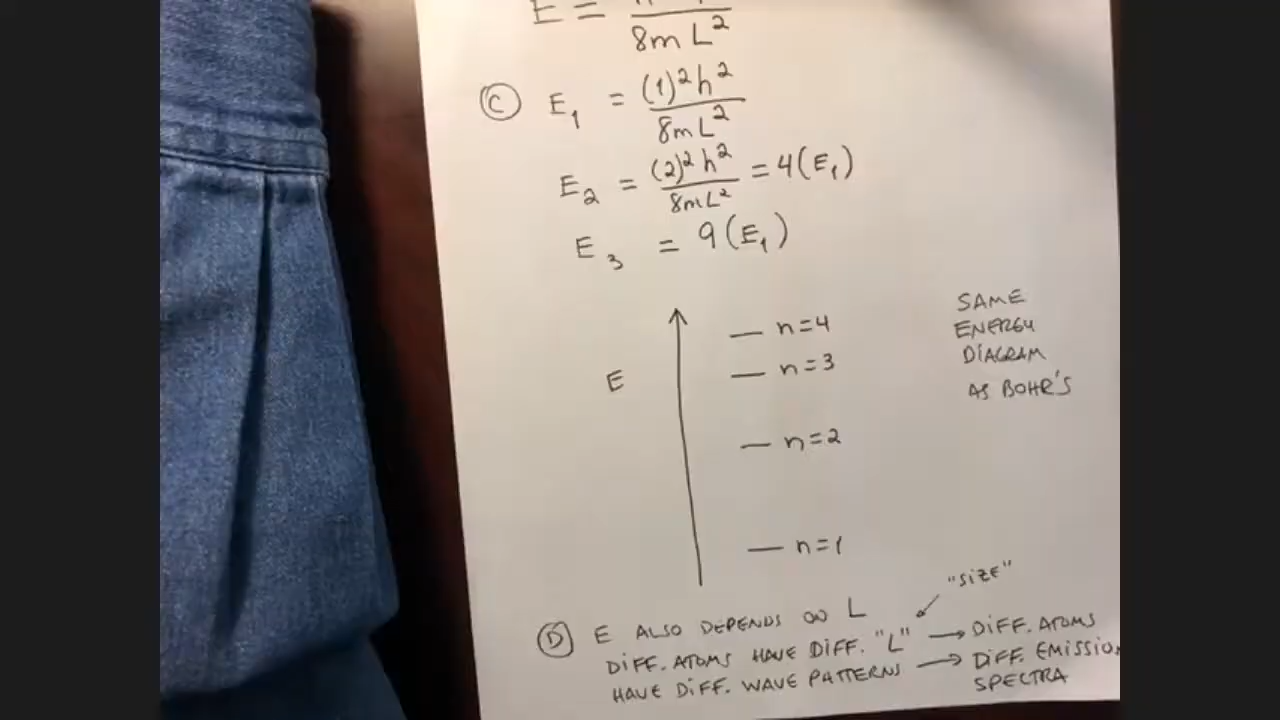 E =
8mL²
Ⓒ E₁ = (1)²h²
8mL²
E₂ = (2)²h² = 4(E₁)
8mL²
E₃ = 9(E₁)
E
n=4
n=3
n=2
n=1
SAME
ENERGY
DIAGRAM
AS BOHR'S
"SIZE"
Ⓓ E ALSO DEPENDS ON L
DIFF. ATOMS HAVE DIFF. "L" → DIFF. ATOMS
HAVE DIFF. WAVE PATTERNS → DIFF. EMISSION
SPECTRA